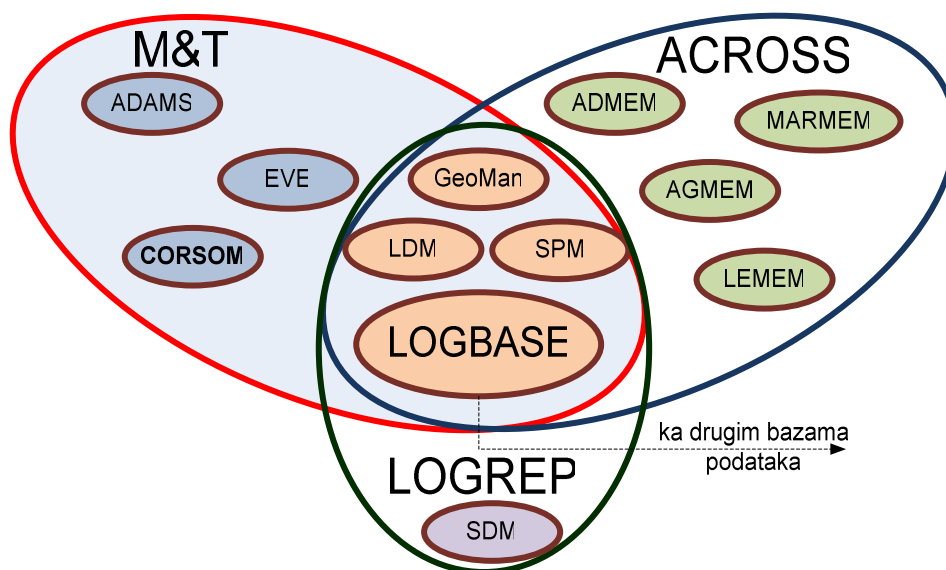 M&T
ACROSS
ADAMS
ADMEM
MARMEM
EVE
GeoMan
AGMEM
CORSOM
LDM
SPM
LEMEM
LOGBASE
ka drugim bazama
podataka
LOGREP
SDM